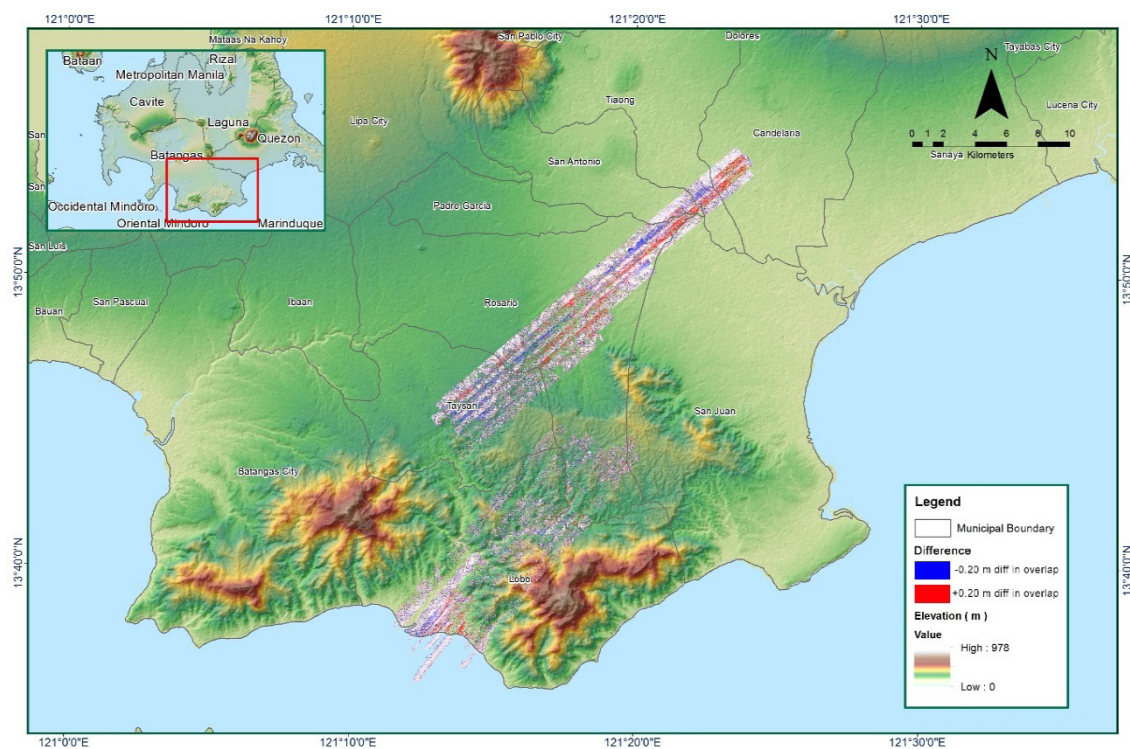 121°0'0"E
121°10'0"E
121°20'0"E
121°30'0"E
Mataas Na Kahoy
San Pablo City
Dolores
Tayabas City
Bataan
Rizal
Metropolitan Manila
Cavite
Laguna
Quezon
Batangas
Occidental Mindoro
Oriental Mindoro
Marinduque
N
Lucena City
Tiaong
Lipa City
Candelaria
0 1 2 4 6 8 10
Sariaya Kilometers
San
San Antonio
San
Padre Garcia
San Luis
13°50'0"N
13°50'0"N
San Pascual
Ibaan
Rosario
Bauan
Taysan
San Juan
Batangas City
Lobo
13°40'0"N
13°40'0"N
Legend
Municipal Boundary
Difference
-0.20 m diff in overlap
+0.20 m diff in overlap
Elevation ( m )
Value
High : 978
Low : 0
121°0'0"E
121°10'0"E
121°20'0"E
121°30'0"E